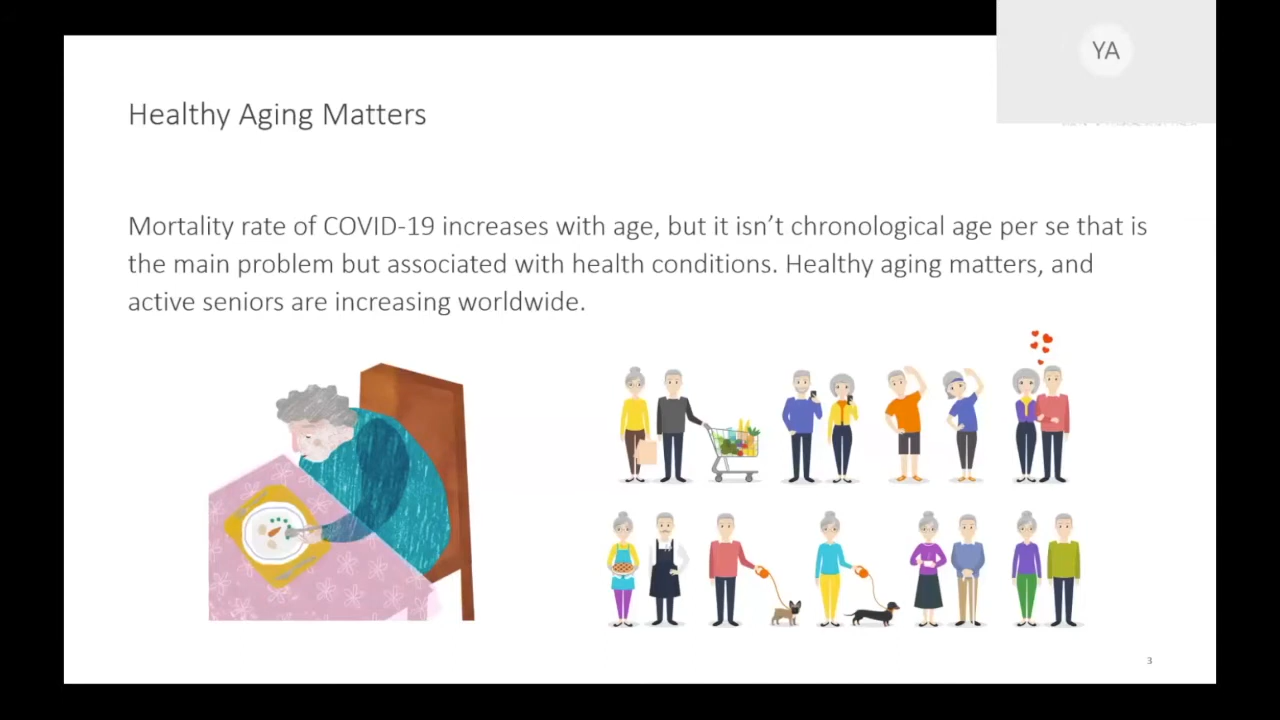 YA
Healthy Aging Matters
Mortality rate of COVID-19 increases with age, but it isn’t chronological age per se that is
the main problem but associated with health conditions. Healthy aging matters, and
active seniors are increasing worldwide.
3